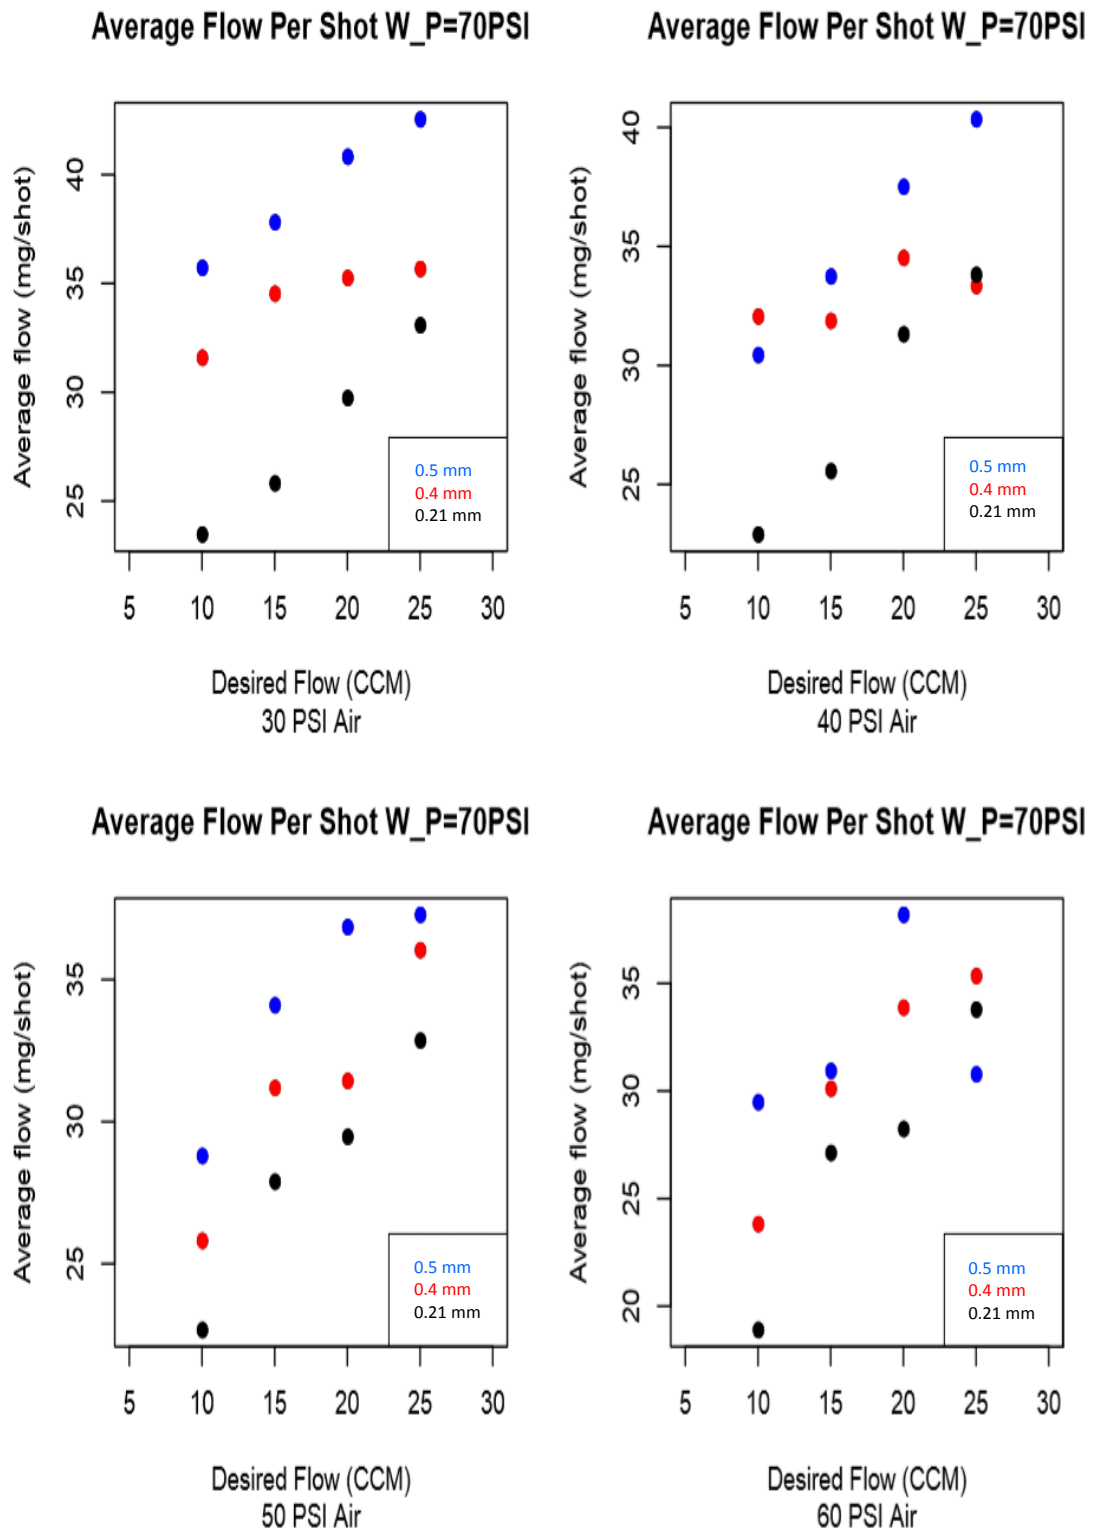 Average Flow Per Shot W_P=70PSI
Average flow (mg/shot)
40
35
30
25
0.5 mm
0.4 mm
0.21 mm
5 10 15 20 25 30
Desired Flow (CCM)
30 PSI Air
Average Flow Per Shot W_P=70PSI
Average flow (mg/shot)
40
35
30
25
0.5 mm
0.4 mm
0.21 mm
5 10 15 20 25 30
Desired Flow (CCM)
40 PSI Air
Average Flow Per Shot W_P=70PSI
Average flow (mg/shot)
35
30
25
0.5 mm
0.4 mm
0.21 mm
5 10 15 20 25 30
Desired Flow (CCM)
50 PSI Air
Average Flow Per Shot W_P=70PSI
Average flow (mg/shot)
35
30
25
20
0.5 mm
0.4 mm
0.21 mm
5 10 15 20 25 30
Desired Flow (CCM)
60 PSI Air